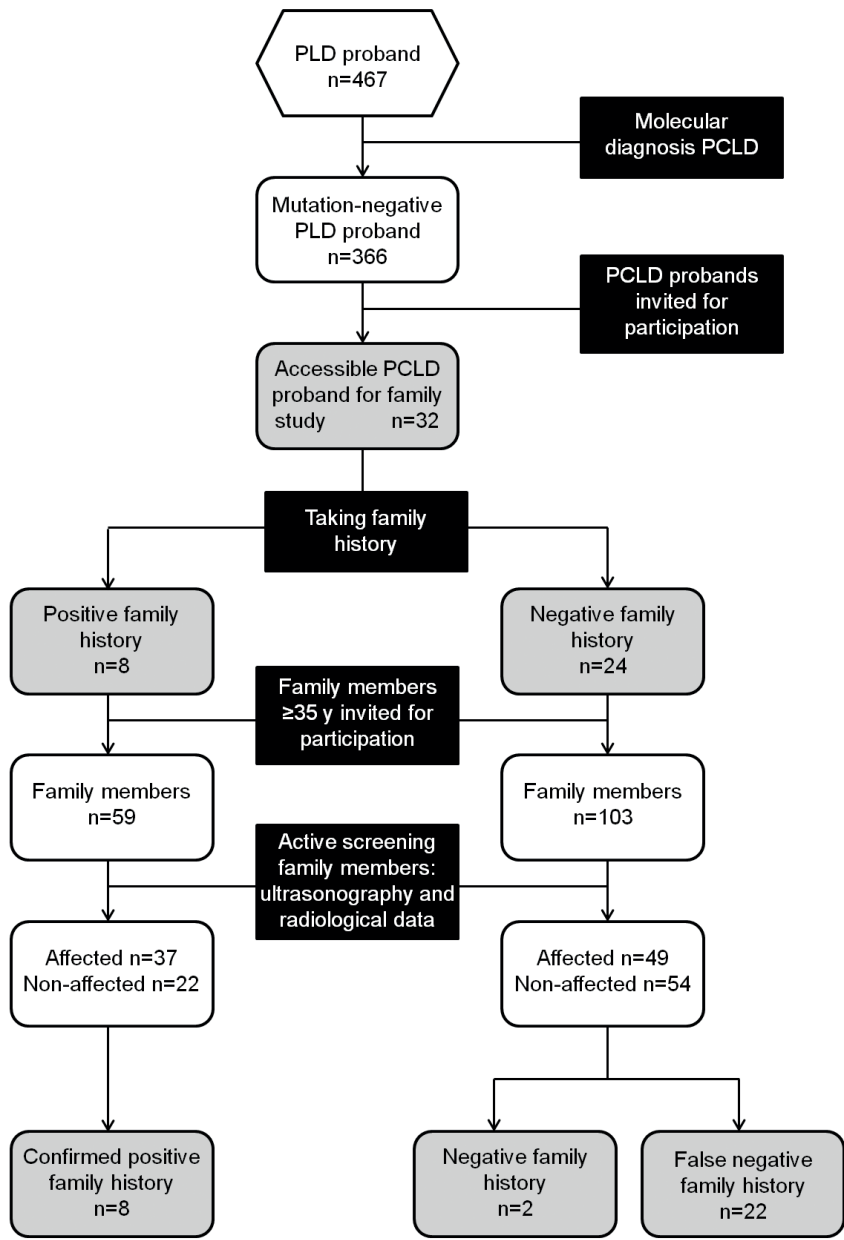 PLD proband
n=467
Molecular
diagnosis PCLD
Mutation-negative
PLD proband
n=366
PCLD probands
invited for
participation
Accessible PCLD
proband for family
study n=32
Taking family
history
Positive family
history
n=8
Negative family
history
n=24
Family members
≥35 y invited for
participation
Family members
n=59
Family members
n=103
Active screening
family members:
ultrasonography and
radiological data
Affected n=37
Non-affected n=22
Affected n=49
Non-affected n=54
Confirmed positive
family history
n=8
Negative family
history
n=2
False negative
family history
n=22